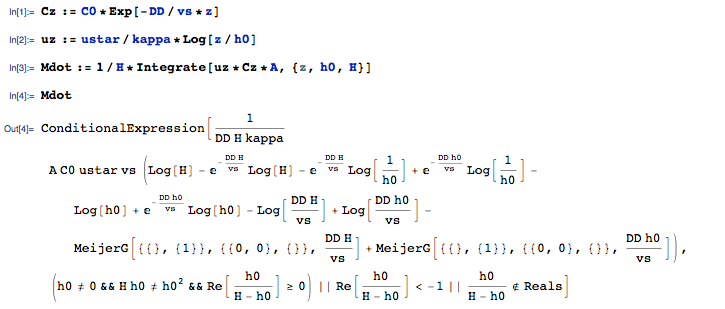 In[1]:= Cz := C0 * Exp[-DD / vs * z]
In[2]:= uz := ustar / kappa * Log[z / h0]
In[3]:= Mdot := 1 / H * Integrate[uz * Cz * A, {z, h0, H}]
In[4]:= Mdot
Out[4]= ConditionalExpression[1/(DD H kappa)
A C0 ustar vs (Log[H] - e^(-DD H/vs) Log[H] - e^(-DD H/vs) Log[1/h0] + e^(-DD h0/vs) Log[1/h0] -
Log[h0] + e^(-DD h0/vs) Log[h0] - Log[DD H/vs] + Log[DD h0/vs] -
MeijerG[{{}, {1}}, {{0, 0}, {}}, DD H/vs] + MeijerG[{{}, {1}}, {{0, 0}, {}}, DD h0/vs]),
(h0 ≠ 0 && H h0 ≠ h0² && Re[h0/(H - h0)] ≥ 0) || Re[h0/(H - h0)] < -1 || h0/(H - h0) ∉ Reals]